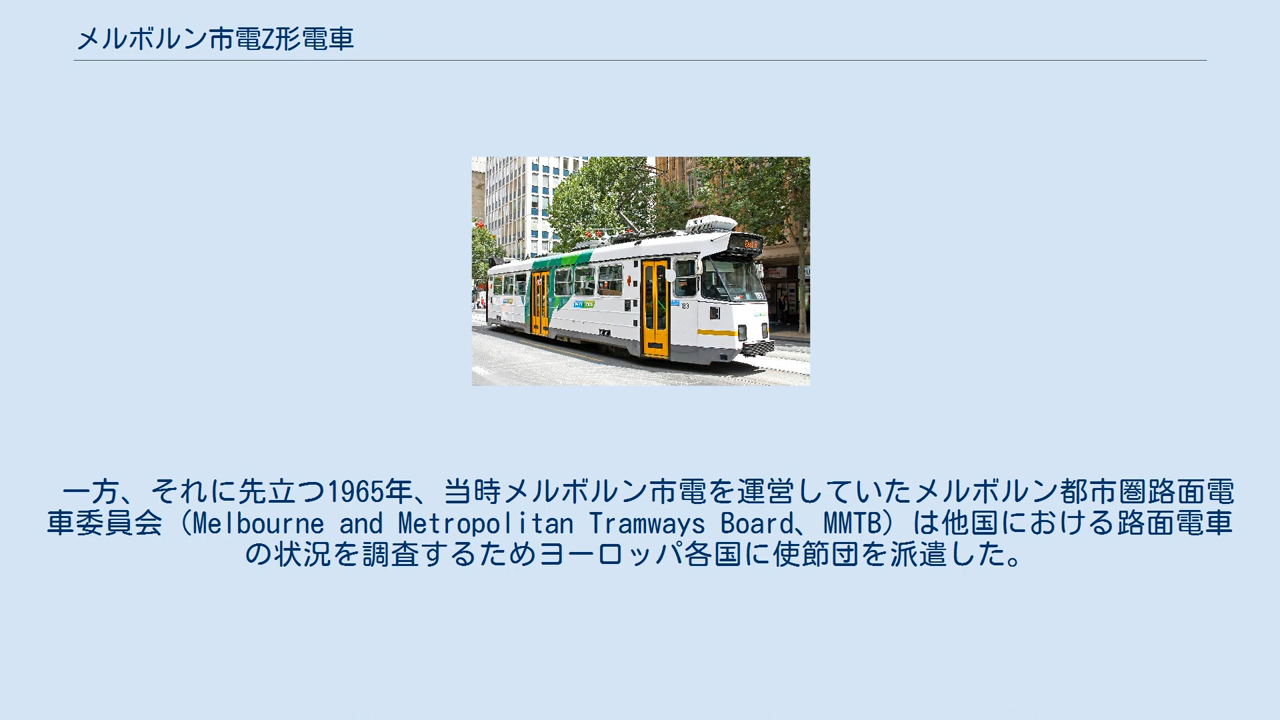 メルボルン市電Z形電車
183
一方、それに先立つ1965年、当時メルボルン市電を運営していたメルボルン都市圏路面電
車委員会（Melbourne and Metropolitan Tramways Board、MMTB）は他国における路面電車
の状況を調査するためヨーロッパ各国に使節団を派遣した。